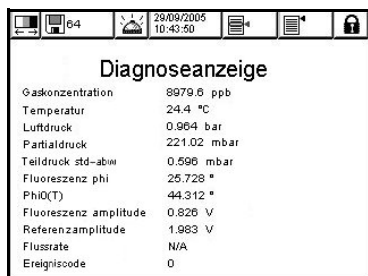 64
29/09/2005
10:43:50
Diagnoseanzeige
Gaskonzentration 8979.6 ppb
Temperatur 24.4 °C
Luftdruck 0.964 bar
Partialdruck 221.02 mbar
Teildruck std-abw 0.596 mbar
Fluoreszenz phi 25.728 °
Phi0(T) 44.312 °
Fluoreszenz amplitude 0.826 V
Referenzamplitude 1.983 V
Flussrate N/A
Ereigniscode 0